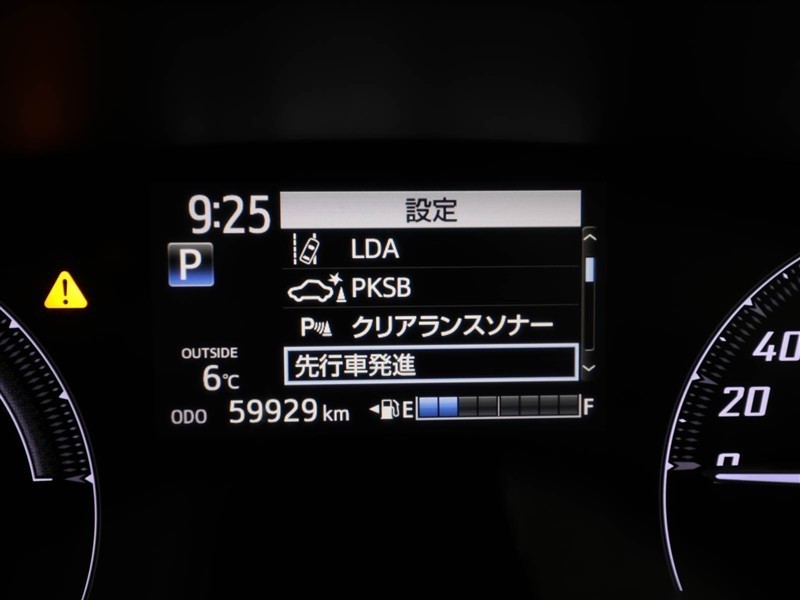 9:25
設定
P
LDA
PKSB
P クリアランスソナー
先行車発進
OUTSIDE
6℃
ODO 59929 km
E F
40
20
0